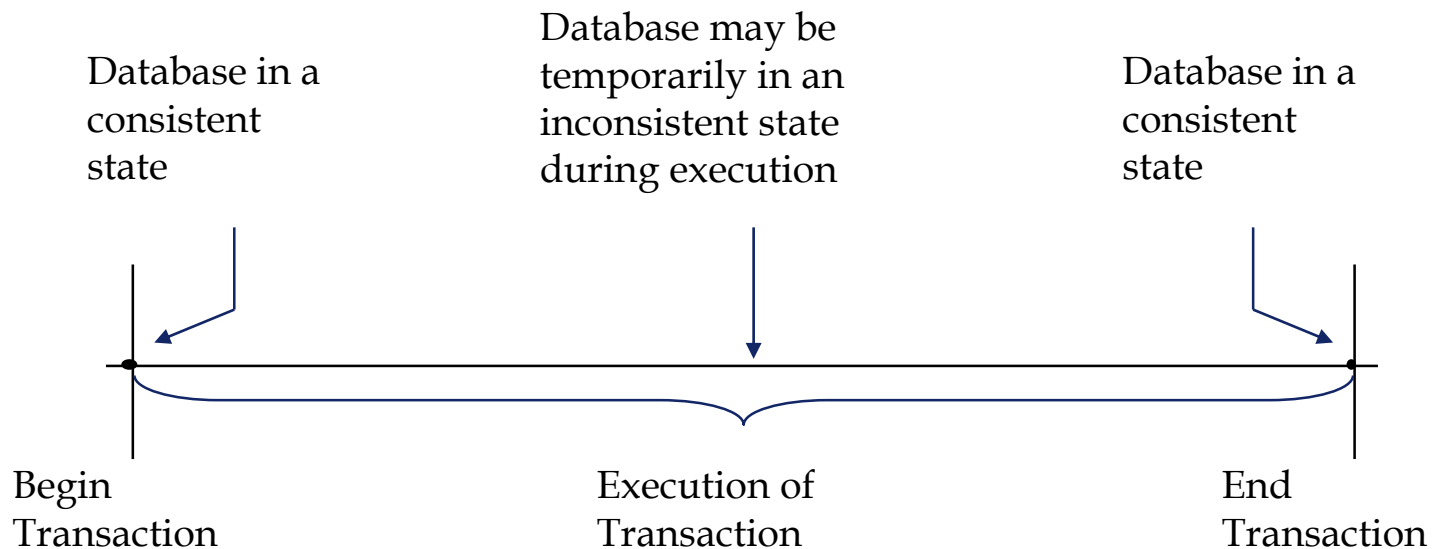 Database in a
consistent
state
Database may be
temporarily in an
inconsistent state
during execution
Database in a
consistent
state
Begin
Transaction
Execution of
Transaction
End
Transaction